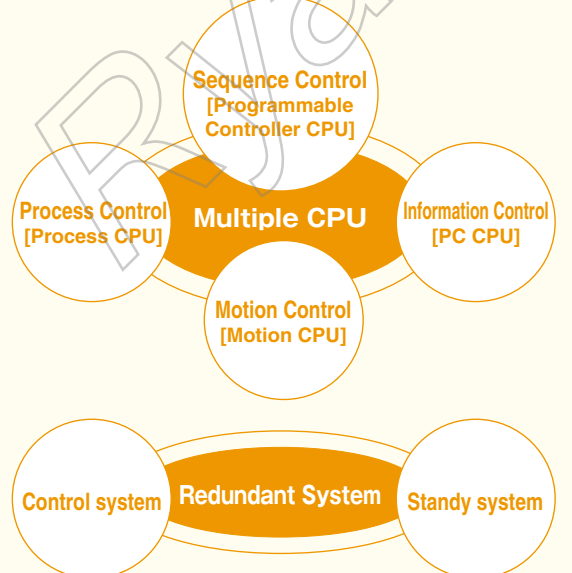 Sequence Control
[Programmable
Controller CPU]
Process Control
[Process CPU]
Multiple CPU
Information Control
[PC CPU]
Motion Control
[Motion CPU]
Control system
Redundant System
Standy system